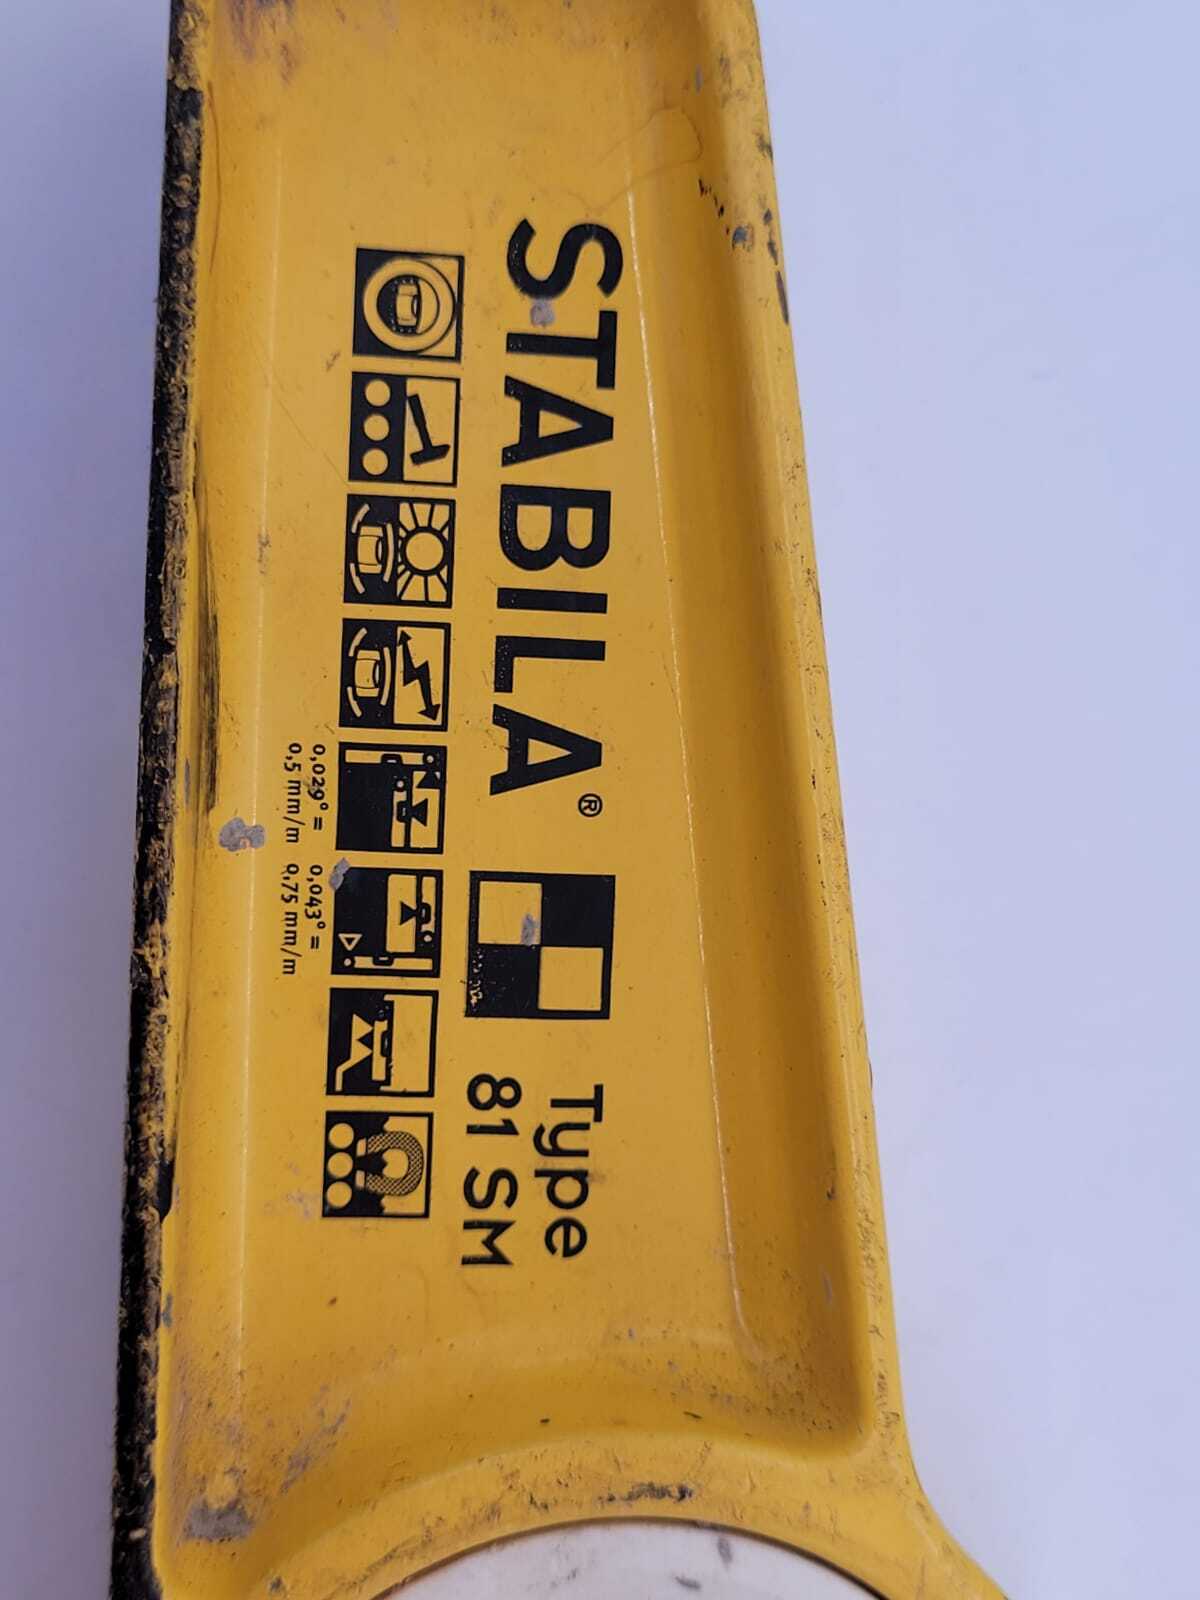 STABILA®
Type
81 SM
0,029° =
0,5 mm/m
0,043° =
0,75 mm/m